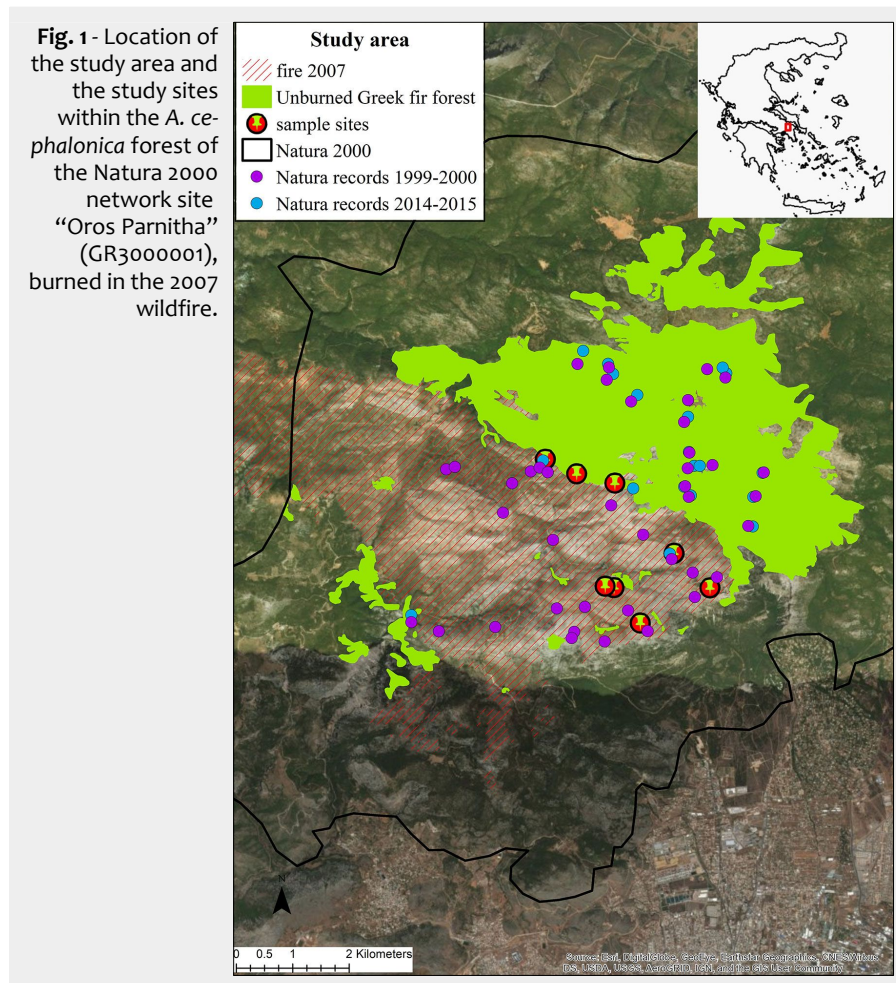 Fig. 1 - Location of
the study area and
the study sites
within the A. ce-
phalonica forest of
the Natura 2000
network site
“Oros Parnitha”
(GR3000001),
burned in the 2007
wildfire.
Study area
fire 2007
Unburned Greek fir forest
sample sites
Natura 2000
Natura records 1999-2000
Natura records 2014-2015
N
0 0.5 1 2 Kilometers
Source: Esri, DigitalGlobe, GeoEye, Earthstar Geographics, CNES/Airbus
DS, USDA, USGS, AeroGRID, IGN, and the GIS User Community